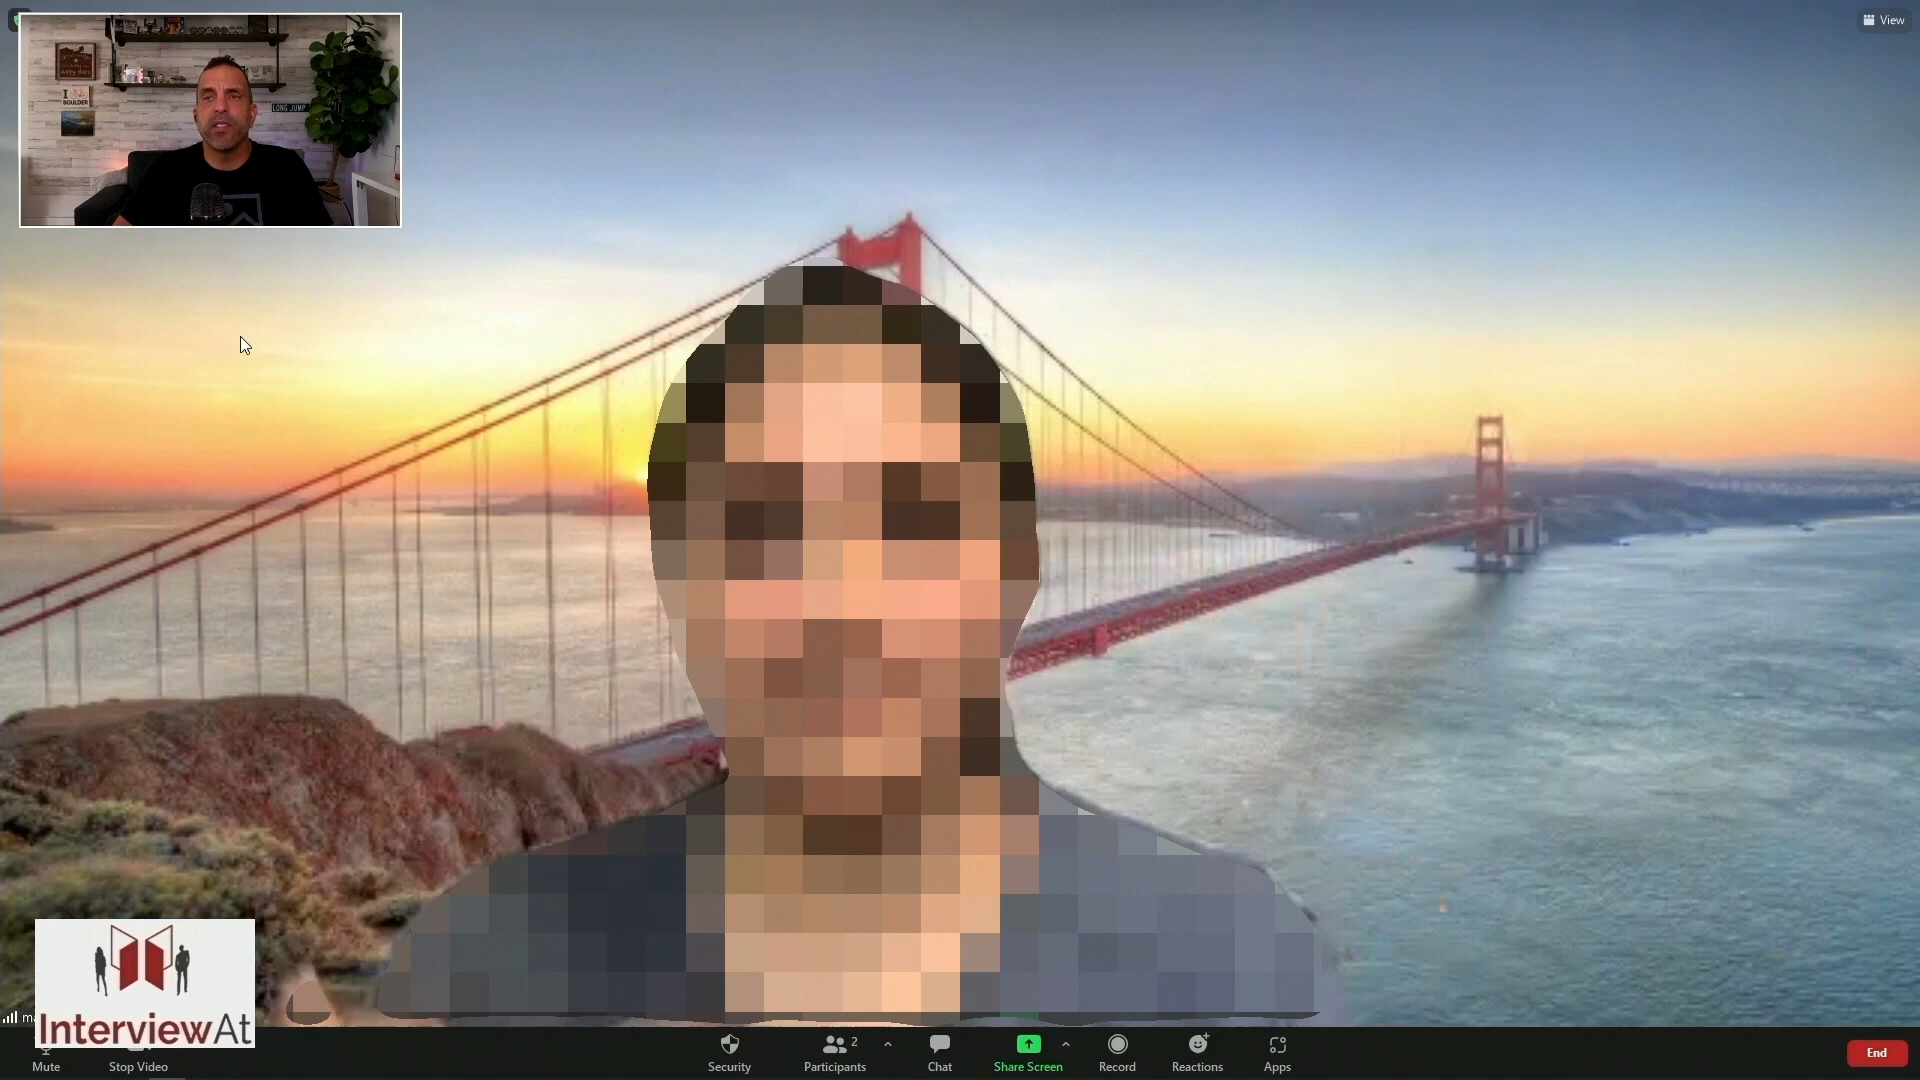 View
I
BOULDER
LONG JUMP
InterviewAt
Mute
Stop Video
Security
2
Participants
Chat
Share Screen
Record
Reactions
Apps
End